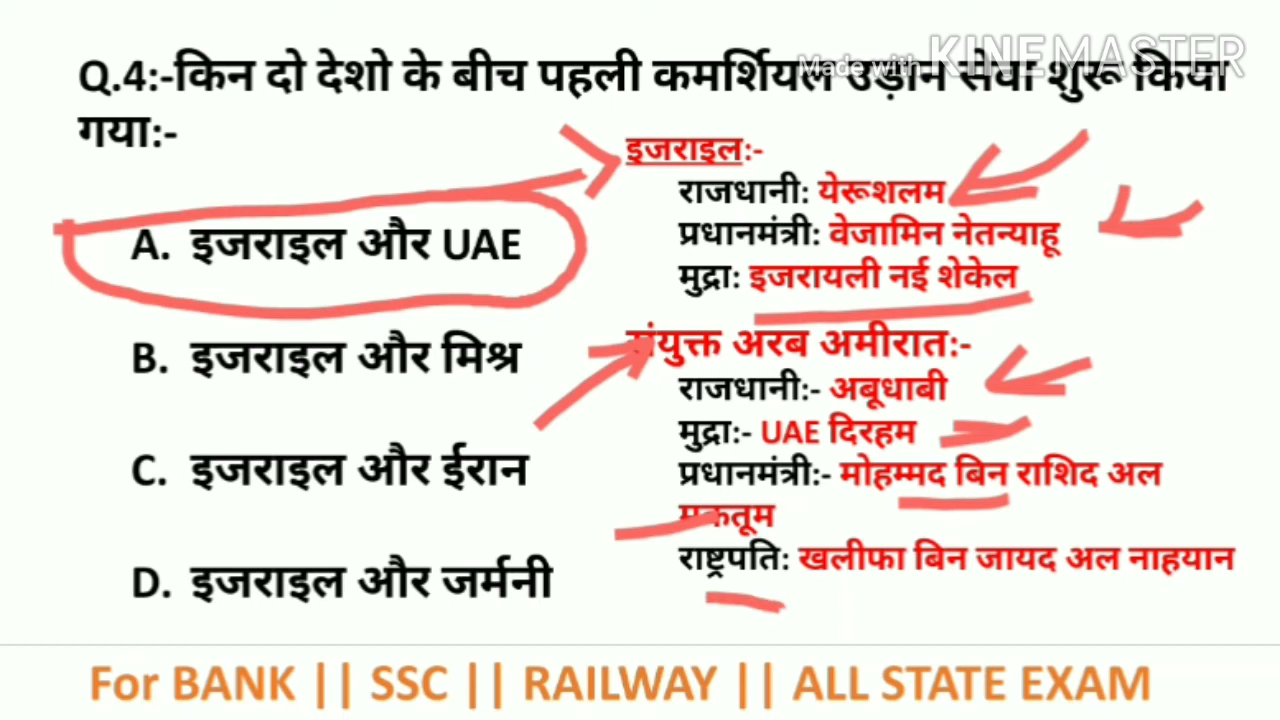 Made with KINEMASTER
Q.4:-किन दो देशो के बीच पहली कमर्शियल उड़ान सेवा शुरू किया
गया:-
A. इजराइल और UAE
B. इजराइल और मिश्र
C. इजराइल और ईरान
D. इजराइल और जर्मनी
इजराइल:-
राजधानी: येरूशलम
प्रधानमंत्री: वेजामिन नेतन्याहू
मुद्रा: इजरायली नई शेकेल
संयुक्त अरब अमीरात:-
राजधानी:- अबूधाबी
मुद्रा:- UAE दिरहम
प्रधानमंत्री:- मोहम्मद बिन राशिद अल
मकतूम
राष्ट्रपति: खलीफा बिन जायद अल नाहयान
For BANK || SSC || RAILWAY || ALL STATE EXAM